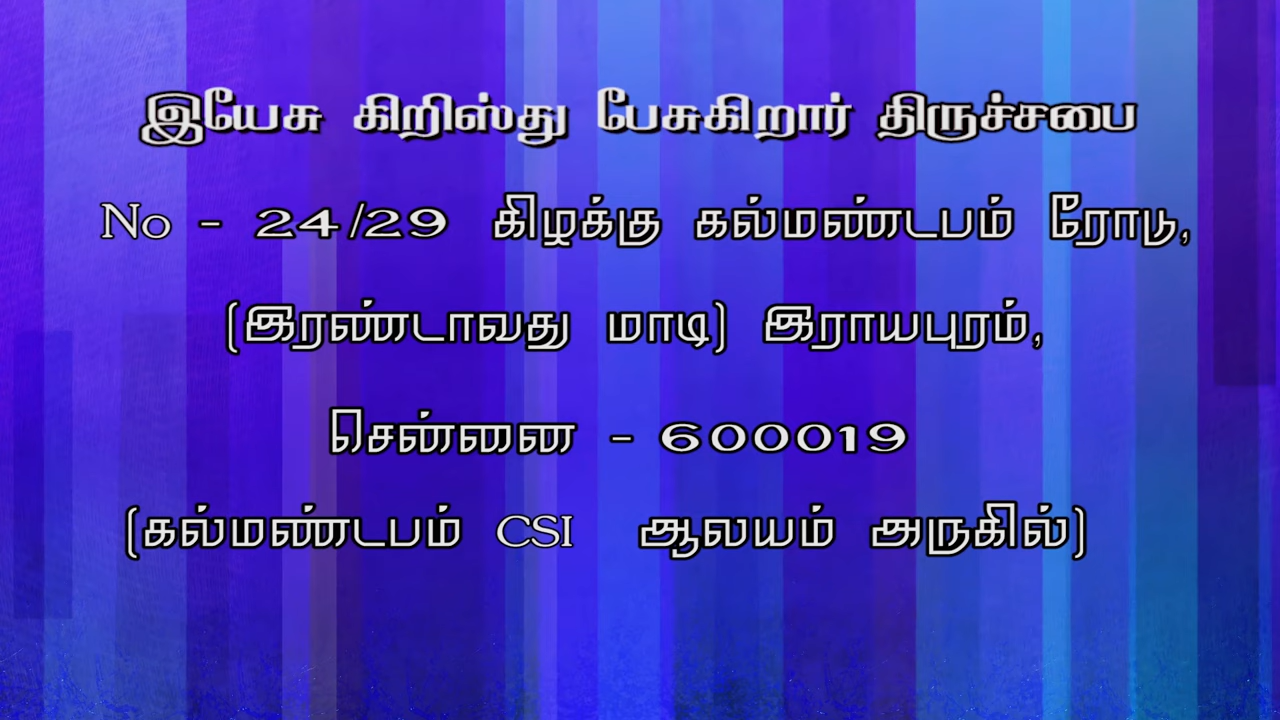 இயேசு கிறிஸ்து பேசுகிறார் திருச்சபை
No - 24/29 கிழக்கு கல்மண்டபம் ரோடு,
(இரண்டாவது மாடி) இராயபுரம்,
சென்னை - 600019
(கல்மண்டபம் CSI ஆலயம் அருகில்)